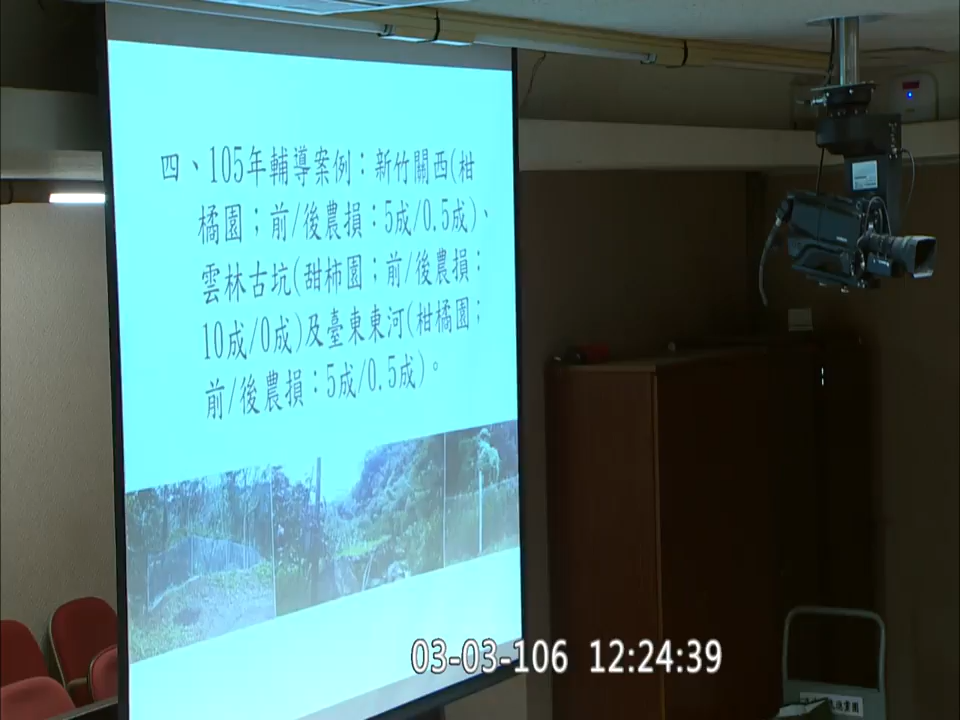 四、105年輔導案例：新竹關西(柑
橘園；前/後農損：5成/0.5成)、
雲林古坑(甜柿園；前/後農損：
10成/0成)及臺東東河(柑橘園；
前/後農損：5成/0.5成)。
03-03-106 12:24:39